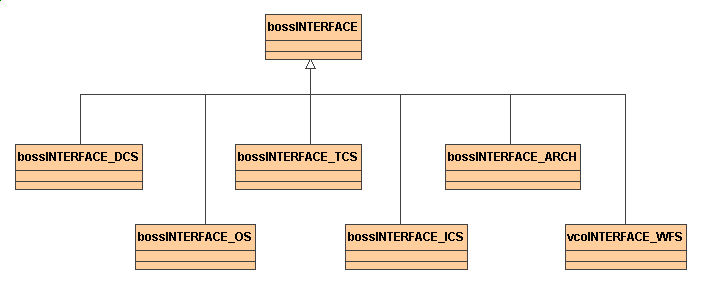 bossINTERFACE
bossINTERFACE_DCS
bossINTERFACE_TCS
bossINTERFACE_ARCH
bossINTERFACE_OS
bossINTERFACE_ICS
vcoINTERFACE_WFS